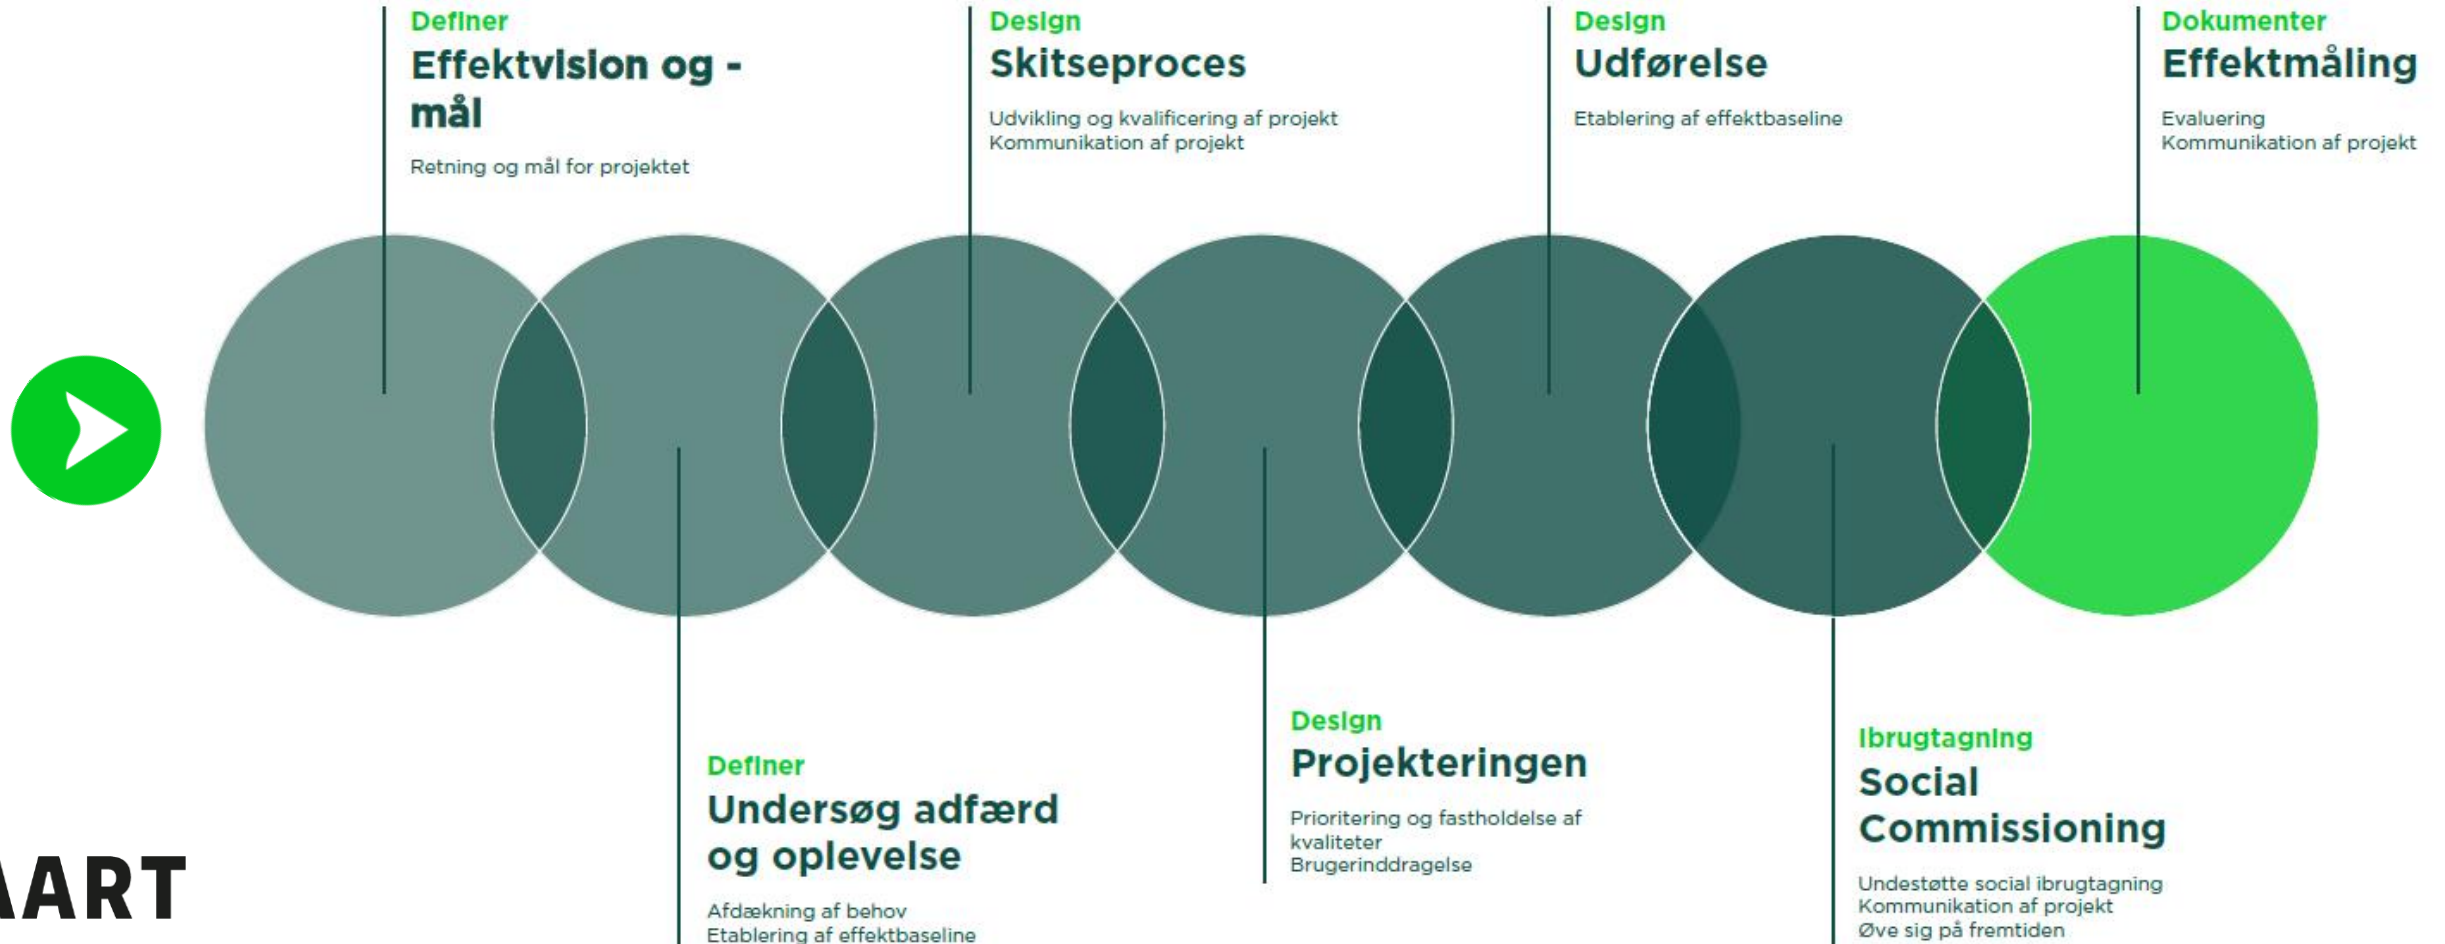 Definer
Effektvision og -
mål
Retning og mål for projektet
Definer
Undersøg adfærd
og oplevelse
Afdækning af behov
Etablering af effektbaseline
Design
Skitseproces
Udvikling og kvalificering af projekt
Kommunikation af projekt
Design
Projekteringen
Prioritering og fastholdelse af
kvaliteter
Brugerinddragelse
Design
Udførelse
Etablering af effektbaseline
Ibrugtagning
Social
Commissioning
Undestøtte social ibrugtagning
Kommunikation af projekt
Øve sig på fremtiden
Dokumenter
Effektmåling
Evaluering
Kommunikation af projekt
AART